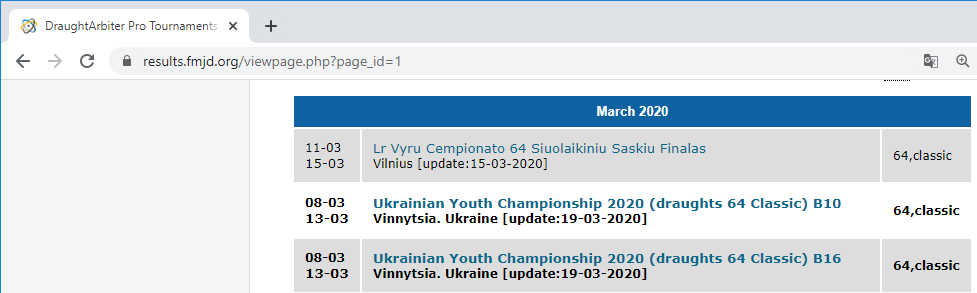 DraughtArbiter Pro Tournaments
results.fmjd.org/viewpage.php?page_id=1
March 2020
11-03
15-03
Lr Vyru Cempionato 64 Siuolaikiniu Saskiu Finalas
Vilnius [update:15-03-2020]
64,classic
08-03
13-03
Ukrainian Youth Championship 2020 (draughts 64 Classic) B10
Vinnytsia. Ukraine [update:19-03-2020]
64,classic
08-03
13-03
Ukrainian Youth Championship 2020 (draughts 64 Classic) B16
Vinnytsia. Ukraine [update:19-03-2020]
64,classic